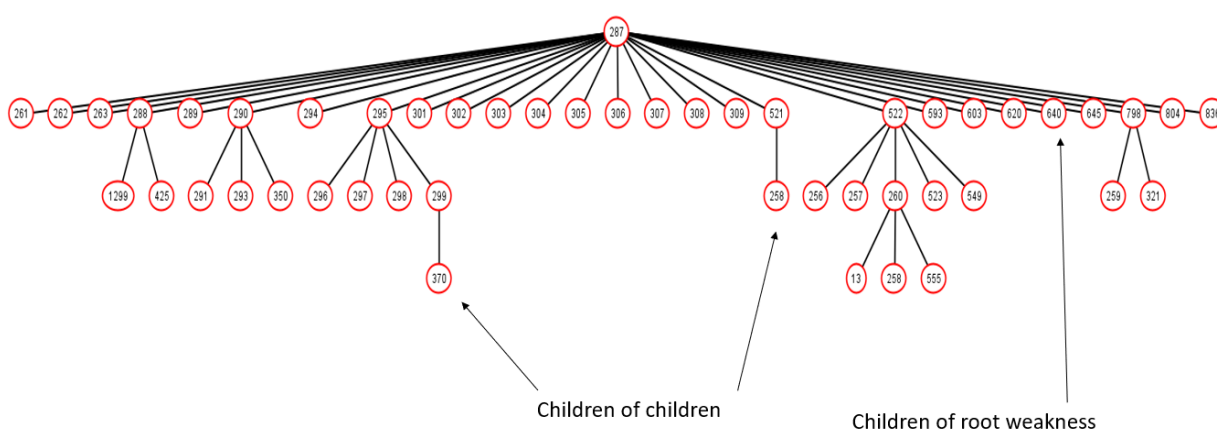 287
261 262 263 288 289 290 294 295 301 302 303 304 305 306 307 308 309 521 522 593 603 620 640 645 798 804 836
1299 425 291 293 350 296 297 298 299 258 256 257 260 523 549 259 321
370 13 258 555
Children of children
Children of root weakness